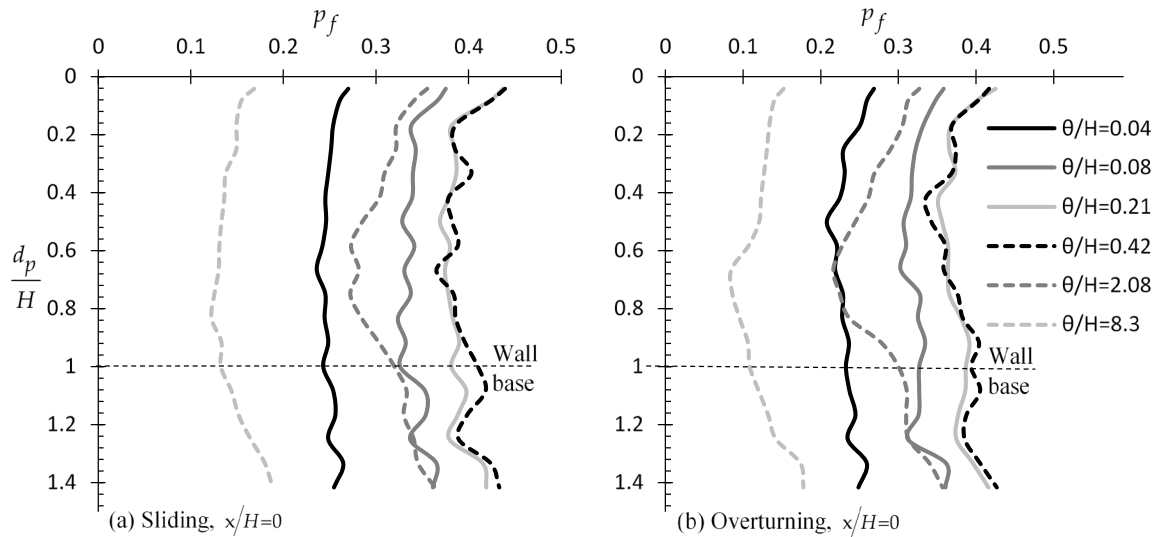 p_f
0 0.1 0.2 0.3 0.4 0.5
0
0.2
0.4
0.6
0.8
1
1.2
1.4
d_p
H
Wall
base
(a) Sliding, x/H=0
p_f
0 0.1 0.2 0.3 0.4 0.5
0
0.2
0.4
0.6
0.8
1
1.2
1.4
θ/H=0.04
θ/H=0.08
θ/H=0.21
θ/H=0.42
θ/H=2.08
θ/H=8.3
Wall
base
(b) Overturning, x/H=0